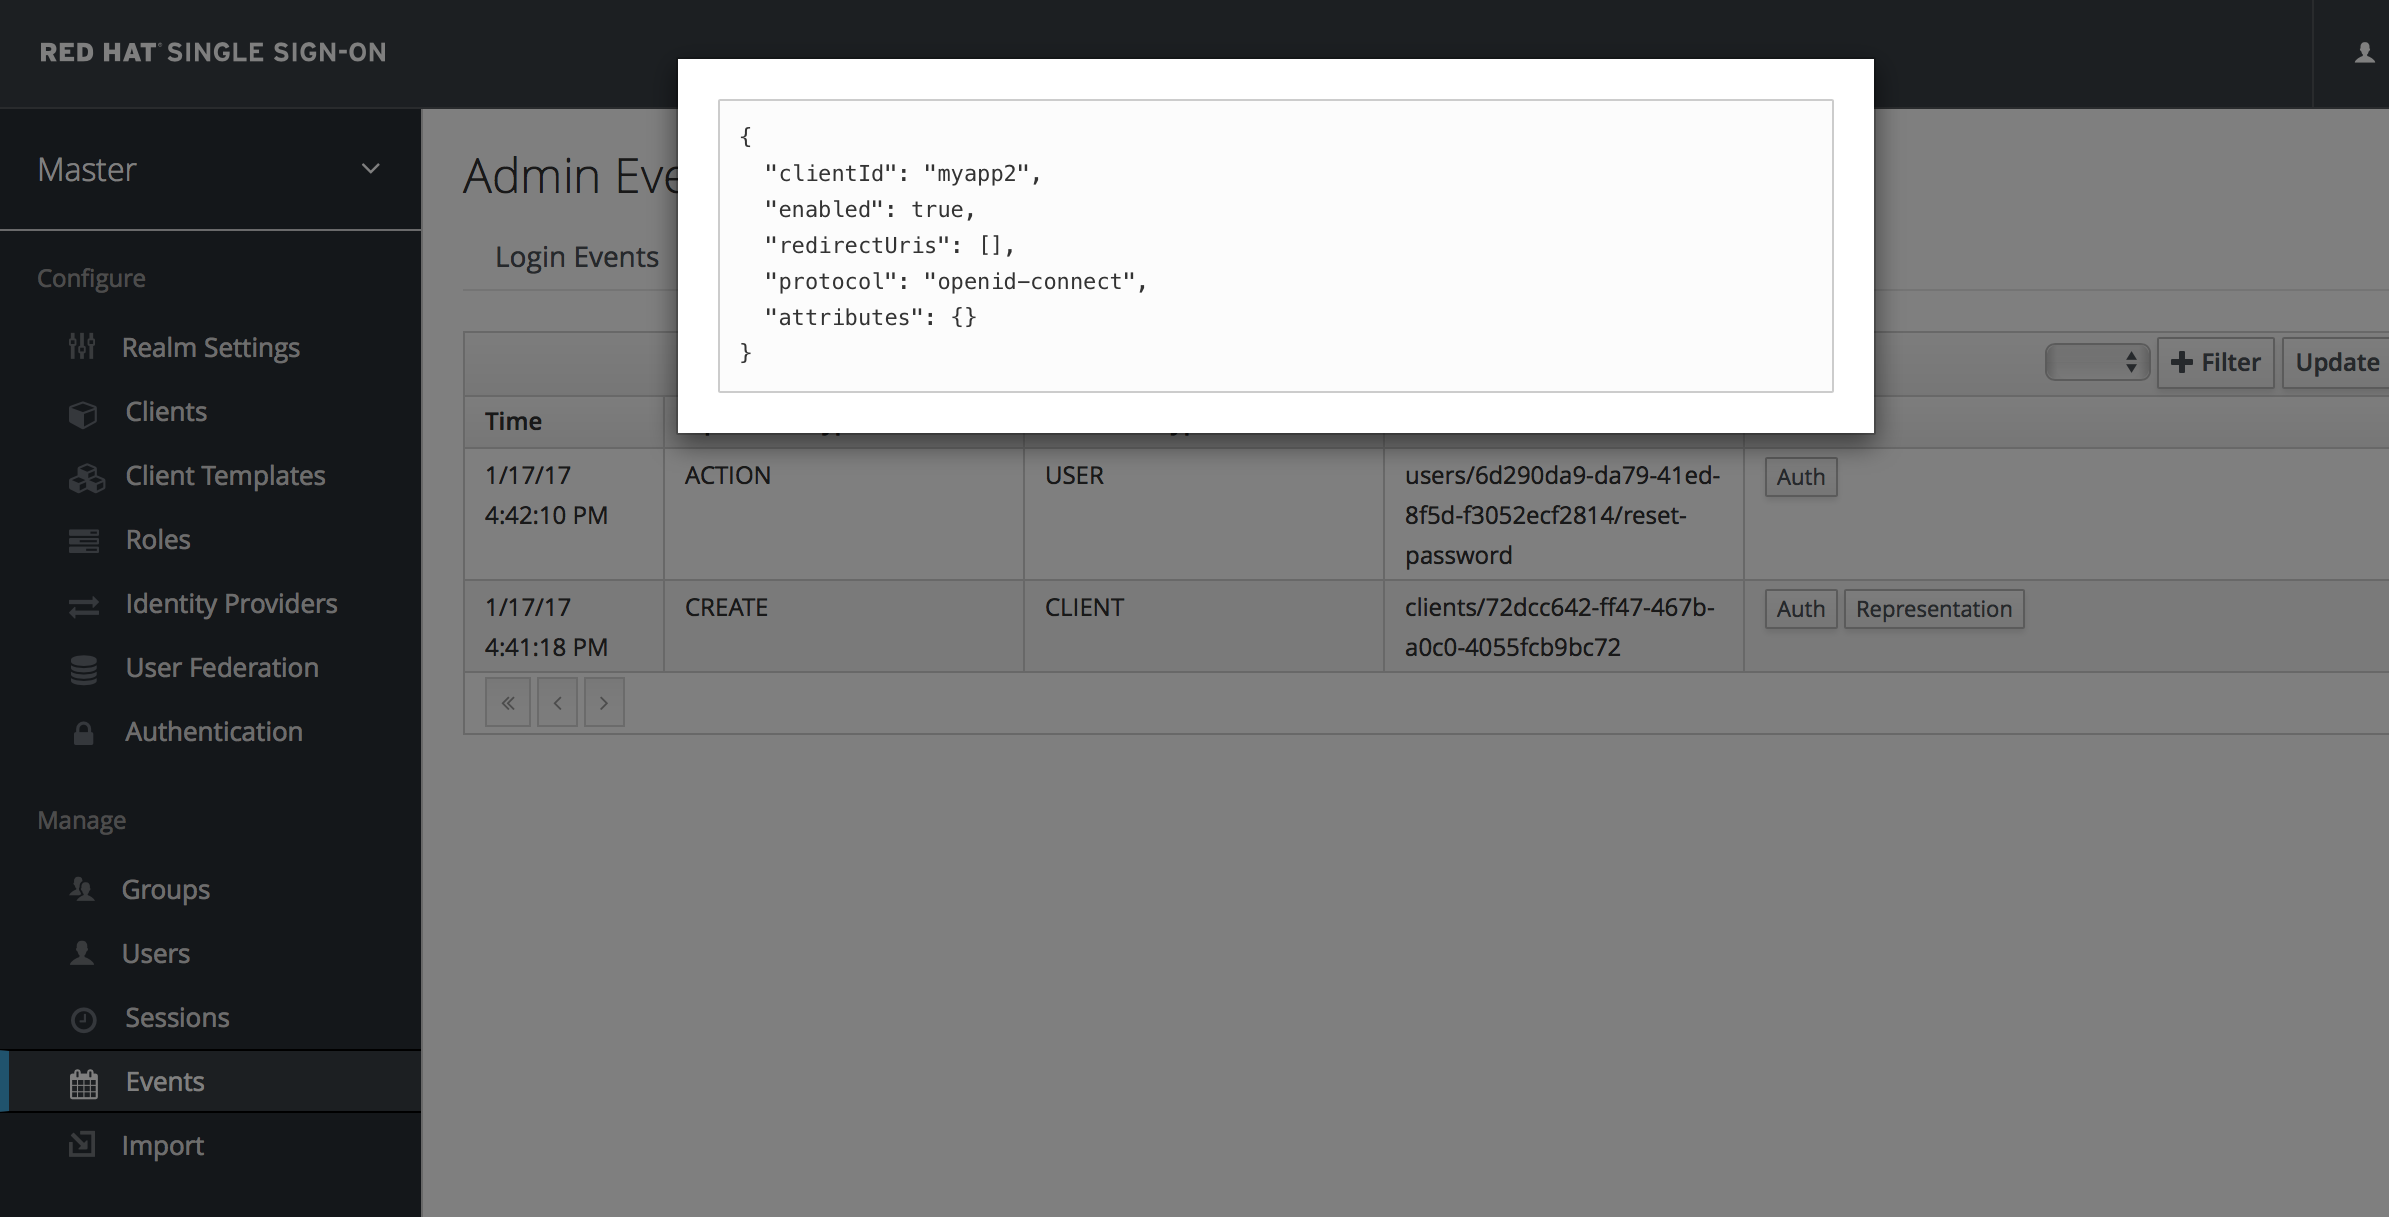 RED HAT® SINGLE SIGN-ON
Master
Configure
Realm Settings
Clients
Client Templates
Roles
Identity Providers
User Federation
Authentication
Manage
Groups
Users
Sessions
Events
Import
Admin Eve
Login Events
{
"clientId": "myapp2",
"enabled": true,
"redirectUris": [],
"protocol": "openid-connect",
"attributes": {}
}
Filter Update
Time
1/17/17 ACTION USER users/6d290da9-da79-41ed- Auth
4:42:10 PM 8f5d-f3052ecf2814/reset-
password
1/17/17 CREATE CLIENT clients/72dcc642-ff47-467b- Auth Representation
4:41:18 PM a0c0-4055fcb9bc72
« ‹ ›